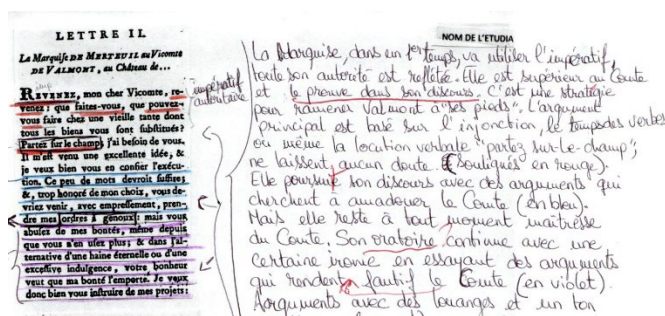 LETTRE II.
La Marquise DE MERTEUIL au Vicomte
DE VALMONT, au Château de...
imp
REVENEZ, mon cher Vicomte, re-
venez : que faites-vous, que pouvez-
vous faire chez une vieille tante dont
tous les biens vous sont substitués?
Partez sur le champ; j'ai besoin de vous.
Il m'est venu une excellente idée, &
je veux bien vous en confier l'exécu-
tion. Ce peu de mots devroit suffire;
&, trop honoré de mon choix, vous de-
vriez venir, avec empressement, pren-
dre mes ordres à genoux: mais vous
abusez de mes bontés, même depuis
que vous n'en usez plus; & dans l'al-
ternative d'une haine éternelle ou d'une
excessive indulgence, votre bonheur
veut que ma bonté l'emporte. Je veux
donc bien vous instruire de mes projets:
impératif
autoritaire
NOM DE L'ETUDIA
La Marquise, dans un 1er temps, va utiliser l'impératif,
toute son autorité est reflétée. Elle est supérieur au Comte
et le preuve dans son discours. C'est une stratégie
pour ramener Valmont à "ses pieds". L'argument
principal est basé sur l'injonction, le temps des verbes
ou même la locution verbale "partez sur-le-champ";
ne laissent aucun doute. (souligués en rouge).
Elle poursuit son discours avec des arguments qui
cherchent à amadouer le Comte (en bleu).
Mais elle reste à tout moment maîtresse
du Comte. Son oratoire continue avec une
certaine ironie en essayant des arguments
qui rendent fautif le Comte (en violet).
Arguments avec des louanges et un ton